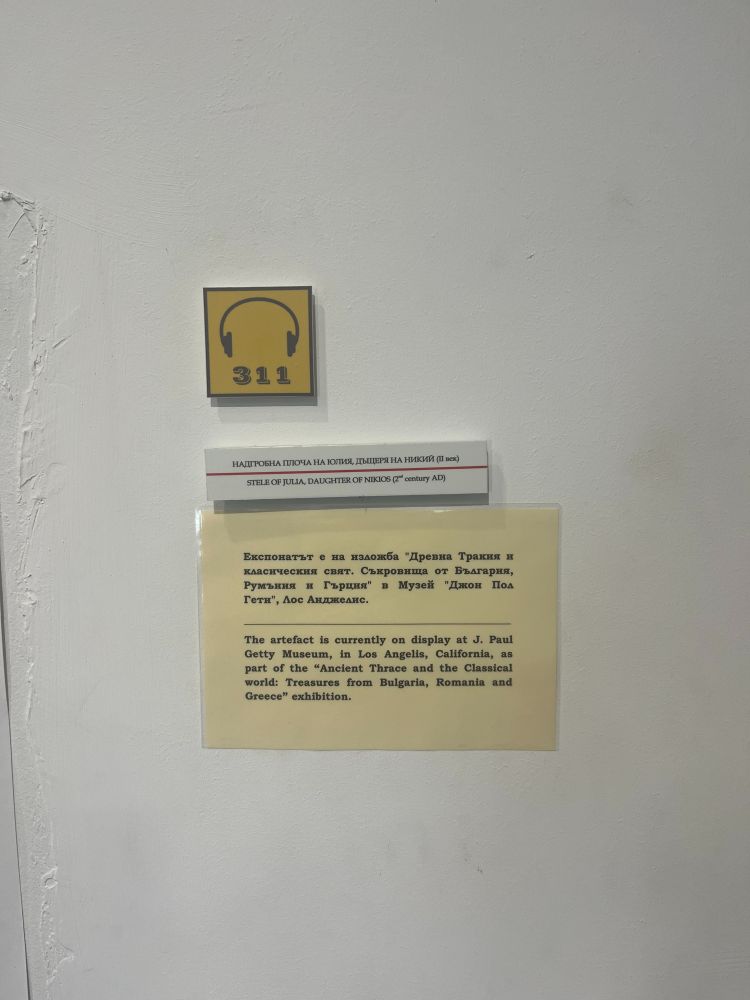 311
НАДГРОБНА ПЛОЧА НА ЮЛИЯ, ДЪЩЕРЯ НА НИКИЙ (II век)
STELE OF JULIA, DAUGHTER OF NIKIOS (2nd century AD)
Експонатът е на изложба "Древна Тракия и
класическия свят. Съкровища от България,
Румъния и Гърция" в Музей "Джон Пол
Гети", Лос Анджелис.
The artefact is currently on display at J. Paul
Getty Museum, in Los Angelis, California, as
part of the “Ancient Thrace and the Classical
world: Treasures from Bulgaria, Romania and
Greece” exhibition.